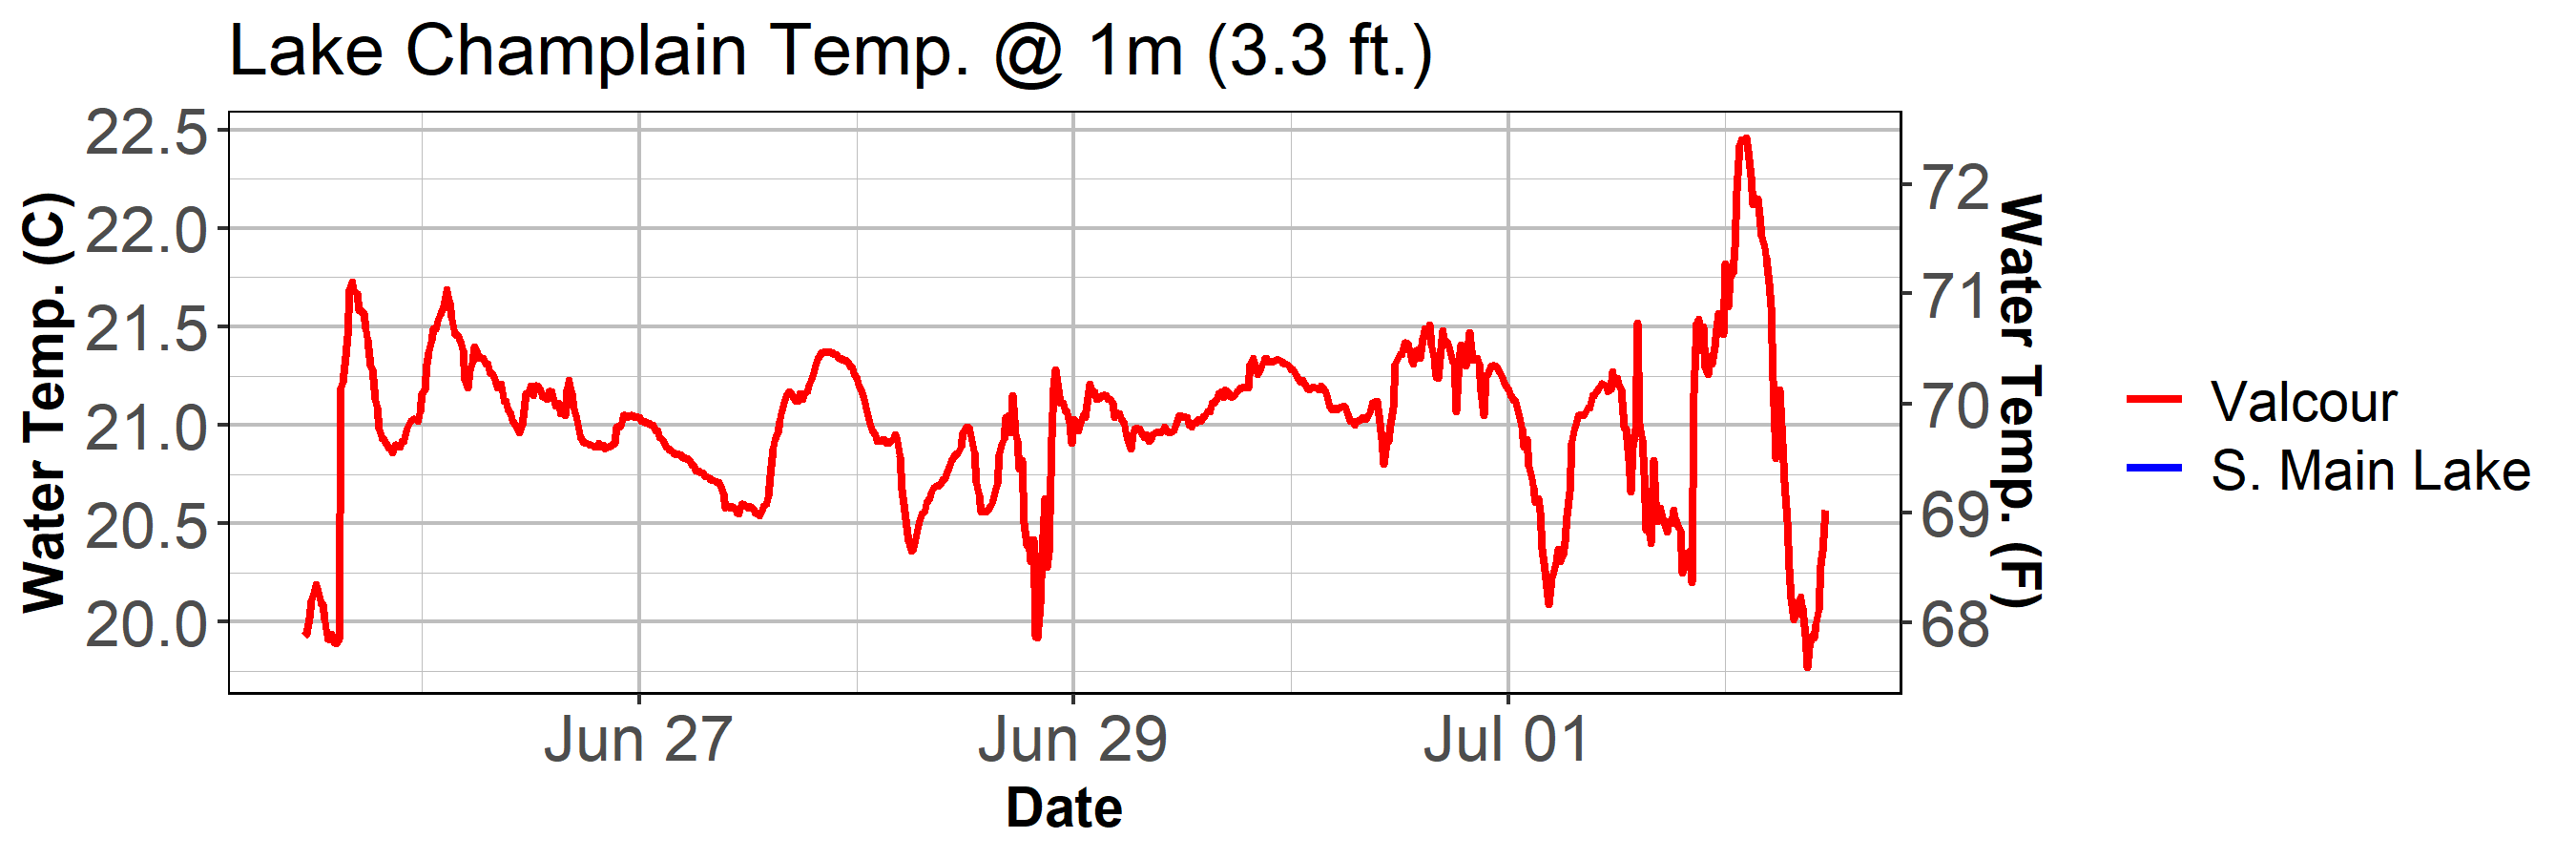 Lake Champlain Temp. @ 1m (3.3 ft.)
Water Temp. (C)
22.5
22.0
21.5
21.0
20.5
20.0
72
71
70
69
68
Water Temp. (F)
Jun 27
Jun 29
Jul 01
Date
Valcour
S. Main Lake